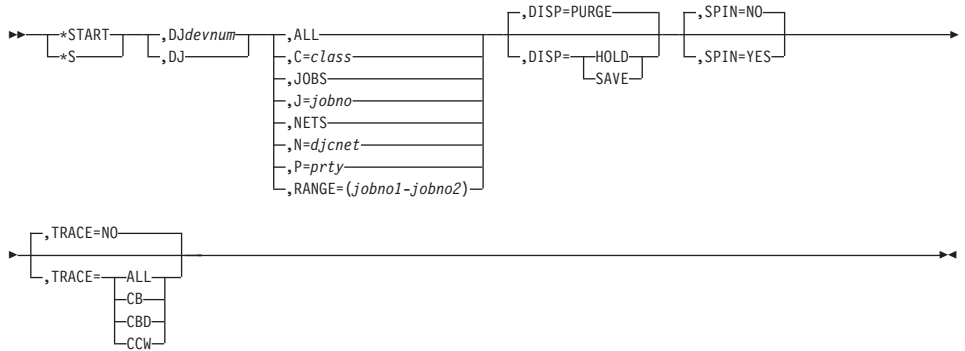 ,DISP=PURGE ,SPIN=NO
*START ,DJdevnum ,ALL
*S ,DJ ,C=class ,DISP= HOLD ,SPIN=YES
,JOBS SAVE
,J=jobno
,NETS
,N=djcnet
,P=prty
,RANGE=(jobno1-jobno2)
,TRACE=NO
,TRACE= ALL
CB
CBD
CCW